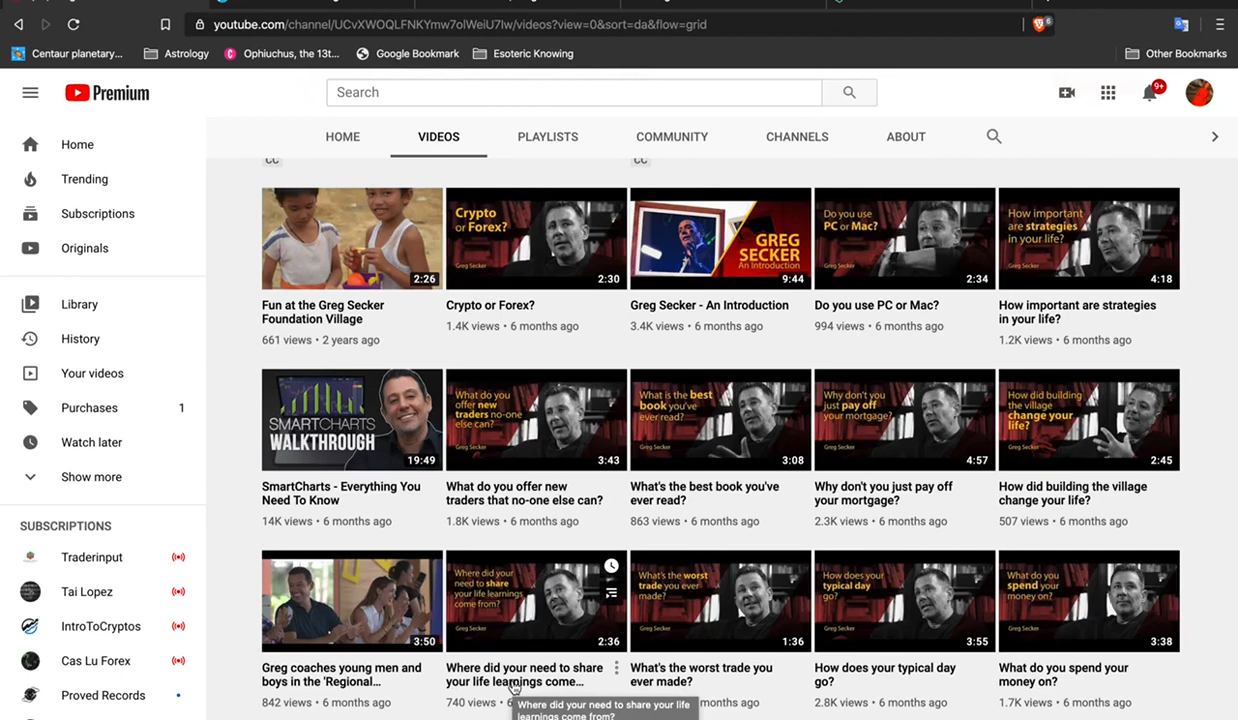 youtube.com/channel/UCvXWOQLFNKYmw7olWeiU7lw/videos?view=0&sort=da&flow=grid
6
Centaur planetary...
Astrology
Ophiuchus, the 13t...
Google Bookmark
Esoteric Knowing
Other Bookmarks
Premium
Search
9+
HOME
VIDEOS
PLAYLISTS
COMMUNITY
CHANNELS
ABOUT
Home
Trending
Subscriptions
Originals
Library
History
Your videos
Purchases 1
Watch later
Show more
SUBSCRIPTIONS
Traderinput
Tai Lopez
IntroToCryptos
Cas Lu Forex
Proved Records
CC
CC
2:26
Fun at the Greg Secker
Foundation Village
661 views • 2 years ago
Crypto
or Forex?
Greg Secker
2:30
Crypto or Forex?
1.4K views • 6 months ago
GREG
SECKER
An Introduction
9:44
Greg Secker - An Introduction
3.4K views • 6 months ago
Do you use
PC or Mac?
Greg Secker
2:34
Do you use PC or Mac?
994 views • 6 months ago
How important
are strategies
in your life?
Greg Secker
4:18
How important are strategies
in your life?
1.2K views • 6 months ago
SMARTCHARTS
WALKTHROUGH
19:49
SmartCharts - Everything You
Need To Know
14K views • 6 months ago
What do you
offer new
traders no-one
else can?
Greg Secker
3:43
What do you offer new
traders that no-one else can?
1.8K views • 6 months ago
What is the best
book you've
ever read?
Greg Secker
3:08
What's the best book you've
ever read?
863 views • 6 months ago
Why don't you
just pay off
your mortgage?
Greg Secker
4:57
Why don't you just pay off
your mortgage?
2.3K views • 6 months ago
How did building
the village
change your
life?
Greg Secker
2:45
How did building the village
change your life?
507 views • 6 months ago
3:50
Greg coaches young men and
boys in the 'Regional...
842 views • 6 months ago
Where did your
need to share
your life learnings
come from?
Greg Secker
2:36
Where did your need to share
your life learnings come...
740 views •
Where did your need to share your life
learnings come from?
What's the worst
trade you ever
made?
Greg Secker
1:36
What's the worst trade you
ever made?
How does your
typical day
go?
Greg Secker
3:55
How does your typical day
go?
2.8K views • 6 months ago
What do you
spend your
money on?
Greg Secker
3:38
What do you spend your
money on?
1.7K views • 6 months ago